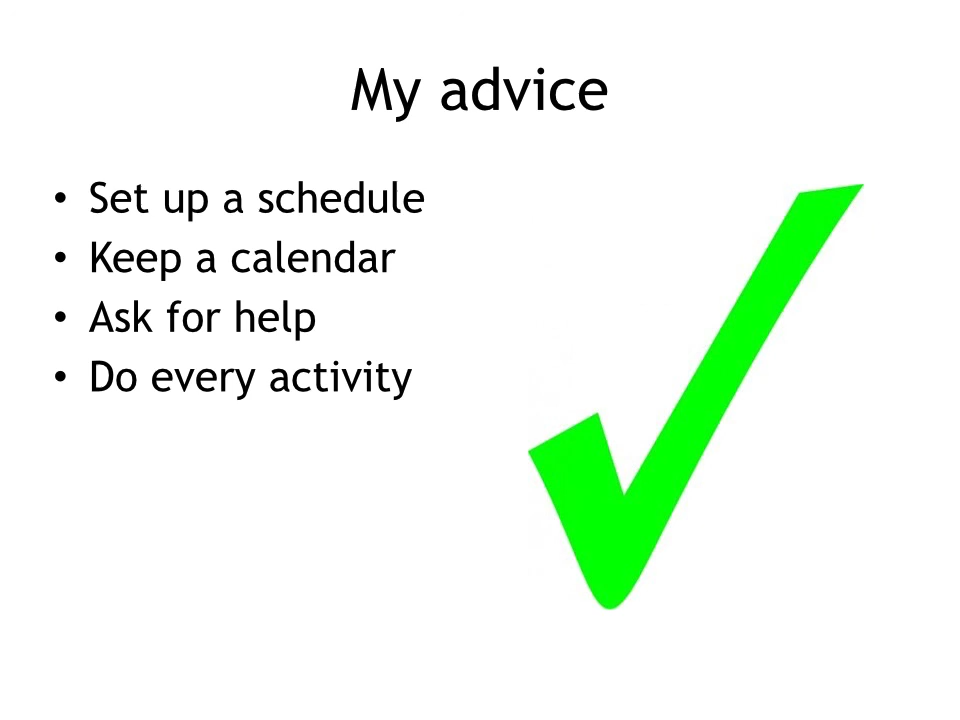 My advice
• Set up a schedule
• Keep a calendar
• Ask for help
• Do every activity